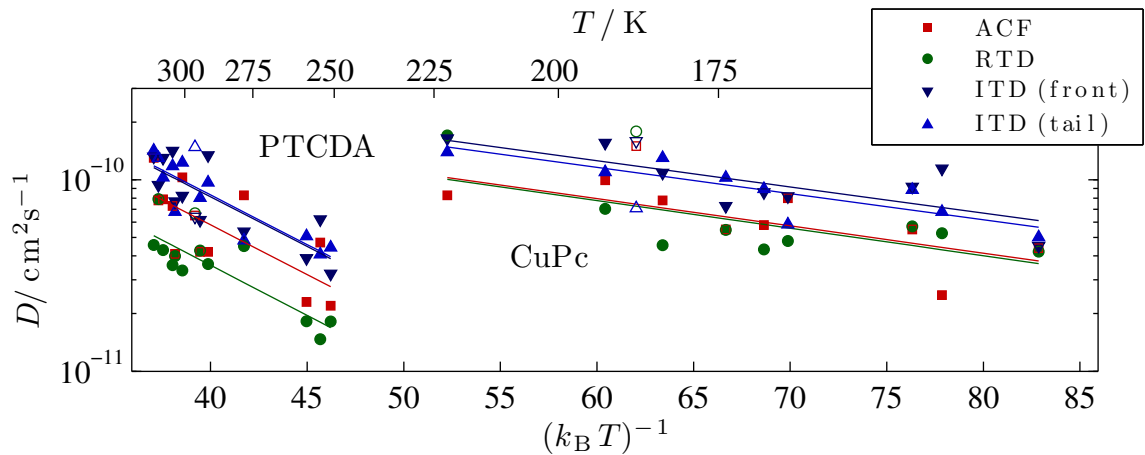 T / K
300 275 250 225 200 175
ACF
RTD
ITD (front)
ITD (tail)
PTCDA
CuPc
10⁻¹⁰
10⁻¹¹
D/ cm²s⁻¹
40 45 50 55 60 65 70 75 80 85
(k_B T)⁻¹